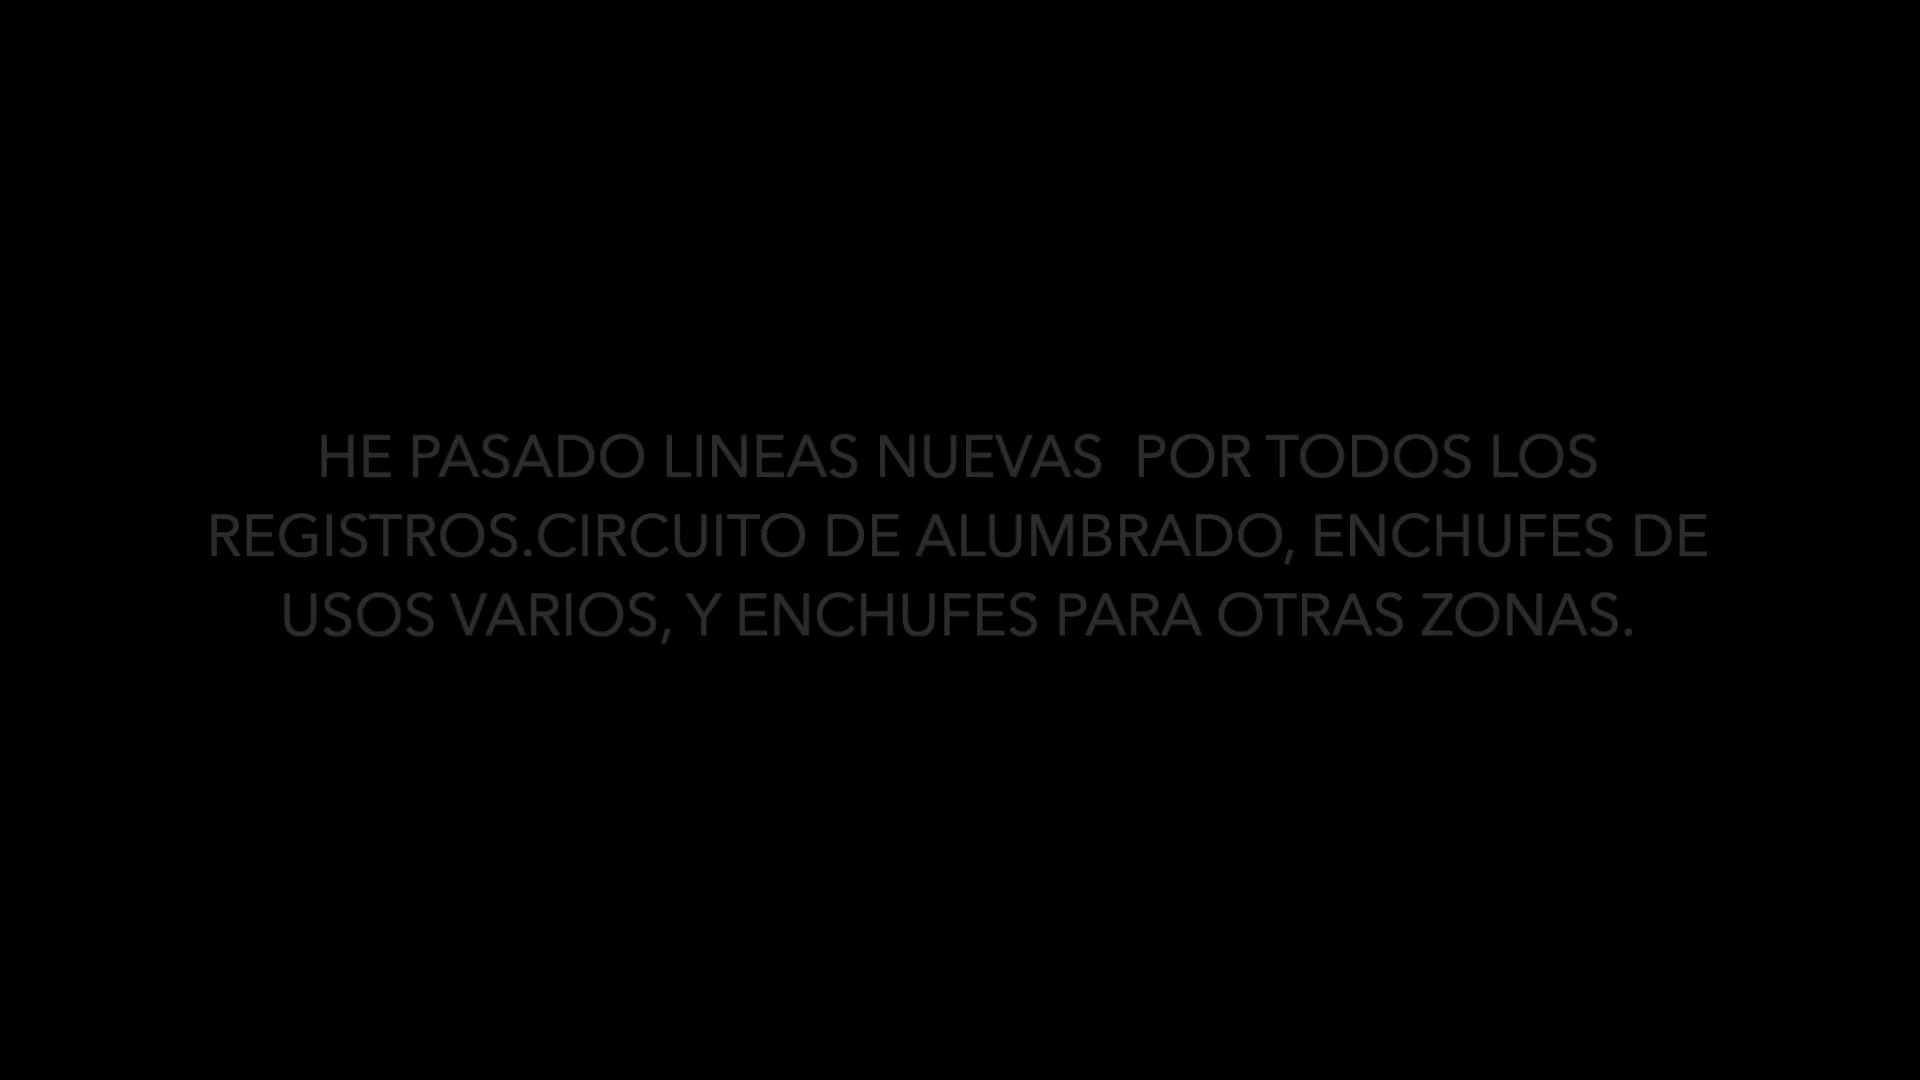 HE PASADO LINEAS NUEVAS  POR TODOS LOS
REGISTROS.CIRCUITO DE ALUMBRADO, ENCHUFES DE
USOS VARIOS, Y ENCHUFES PARA OTRAS ZONAS.